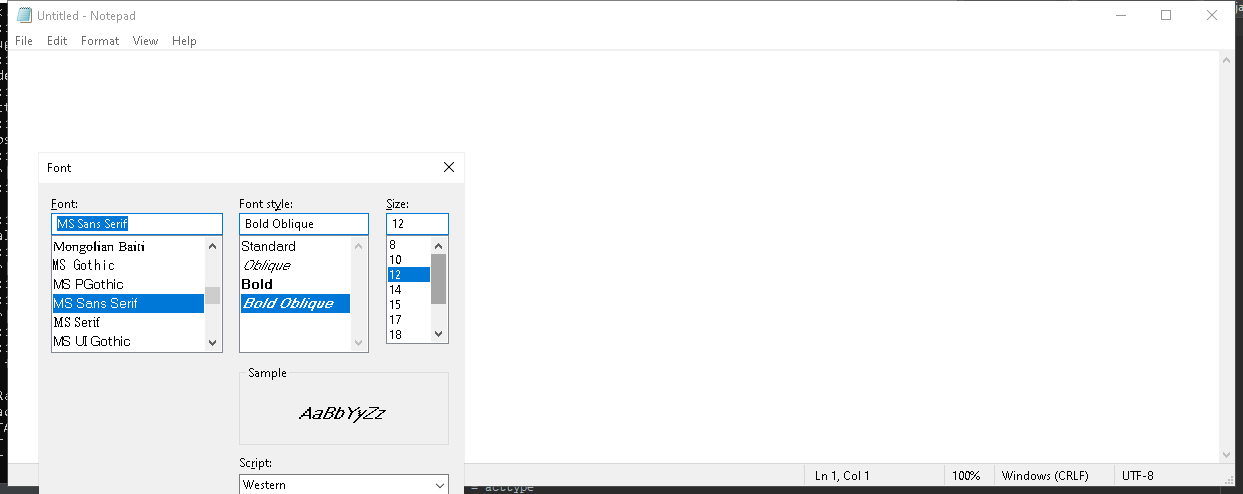 Untitled - Notepad
File Edit Format View Help
Font
Font: Font style: Size:
MS Sans Serif Bold Oblique 12
Mongolian Baiti Standard 8
MS Gothic Oblique 10
MS PGothic Bold 12
MS Sans Serif Bold Oblique 14
MS Serif 15
MS UI Gothic 17
18
Sample
AaBbYyZz
Script:
Western
Ln 1, Col 1 100% Windows (CRLF) UTF-8
= acctype